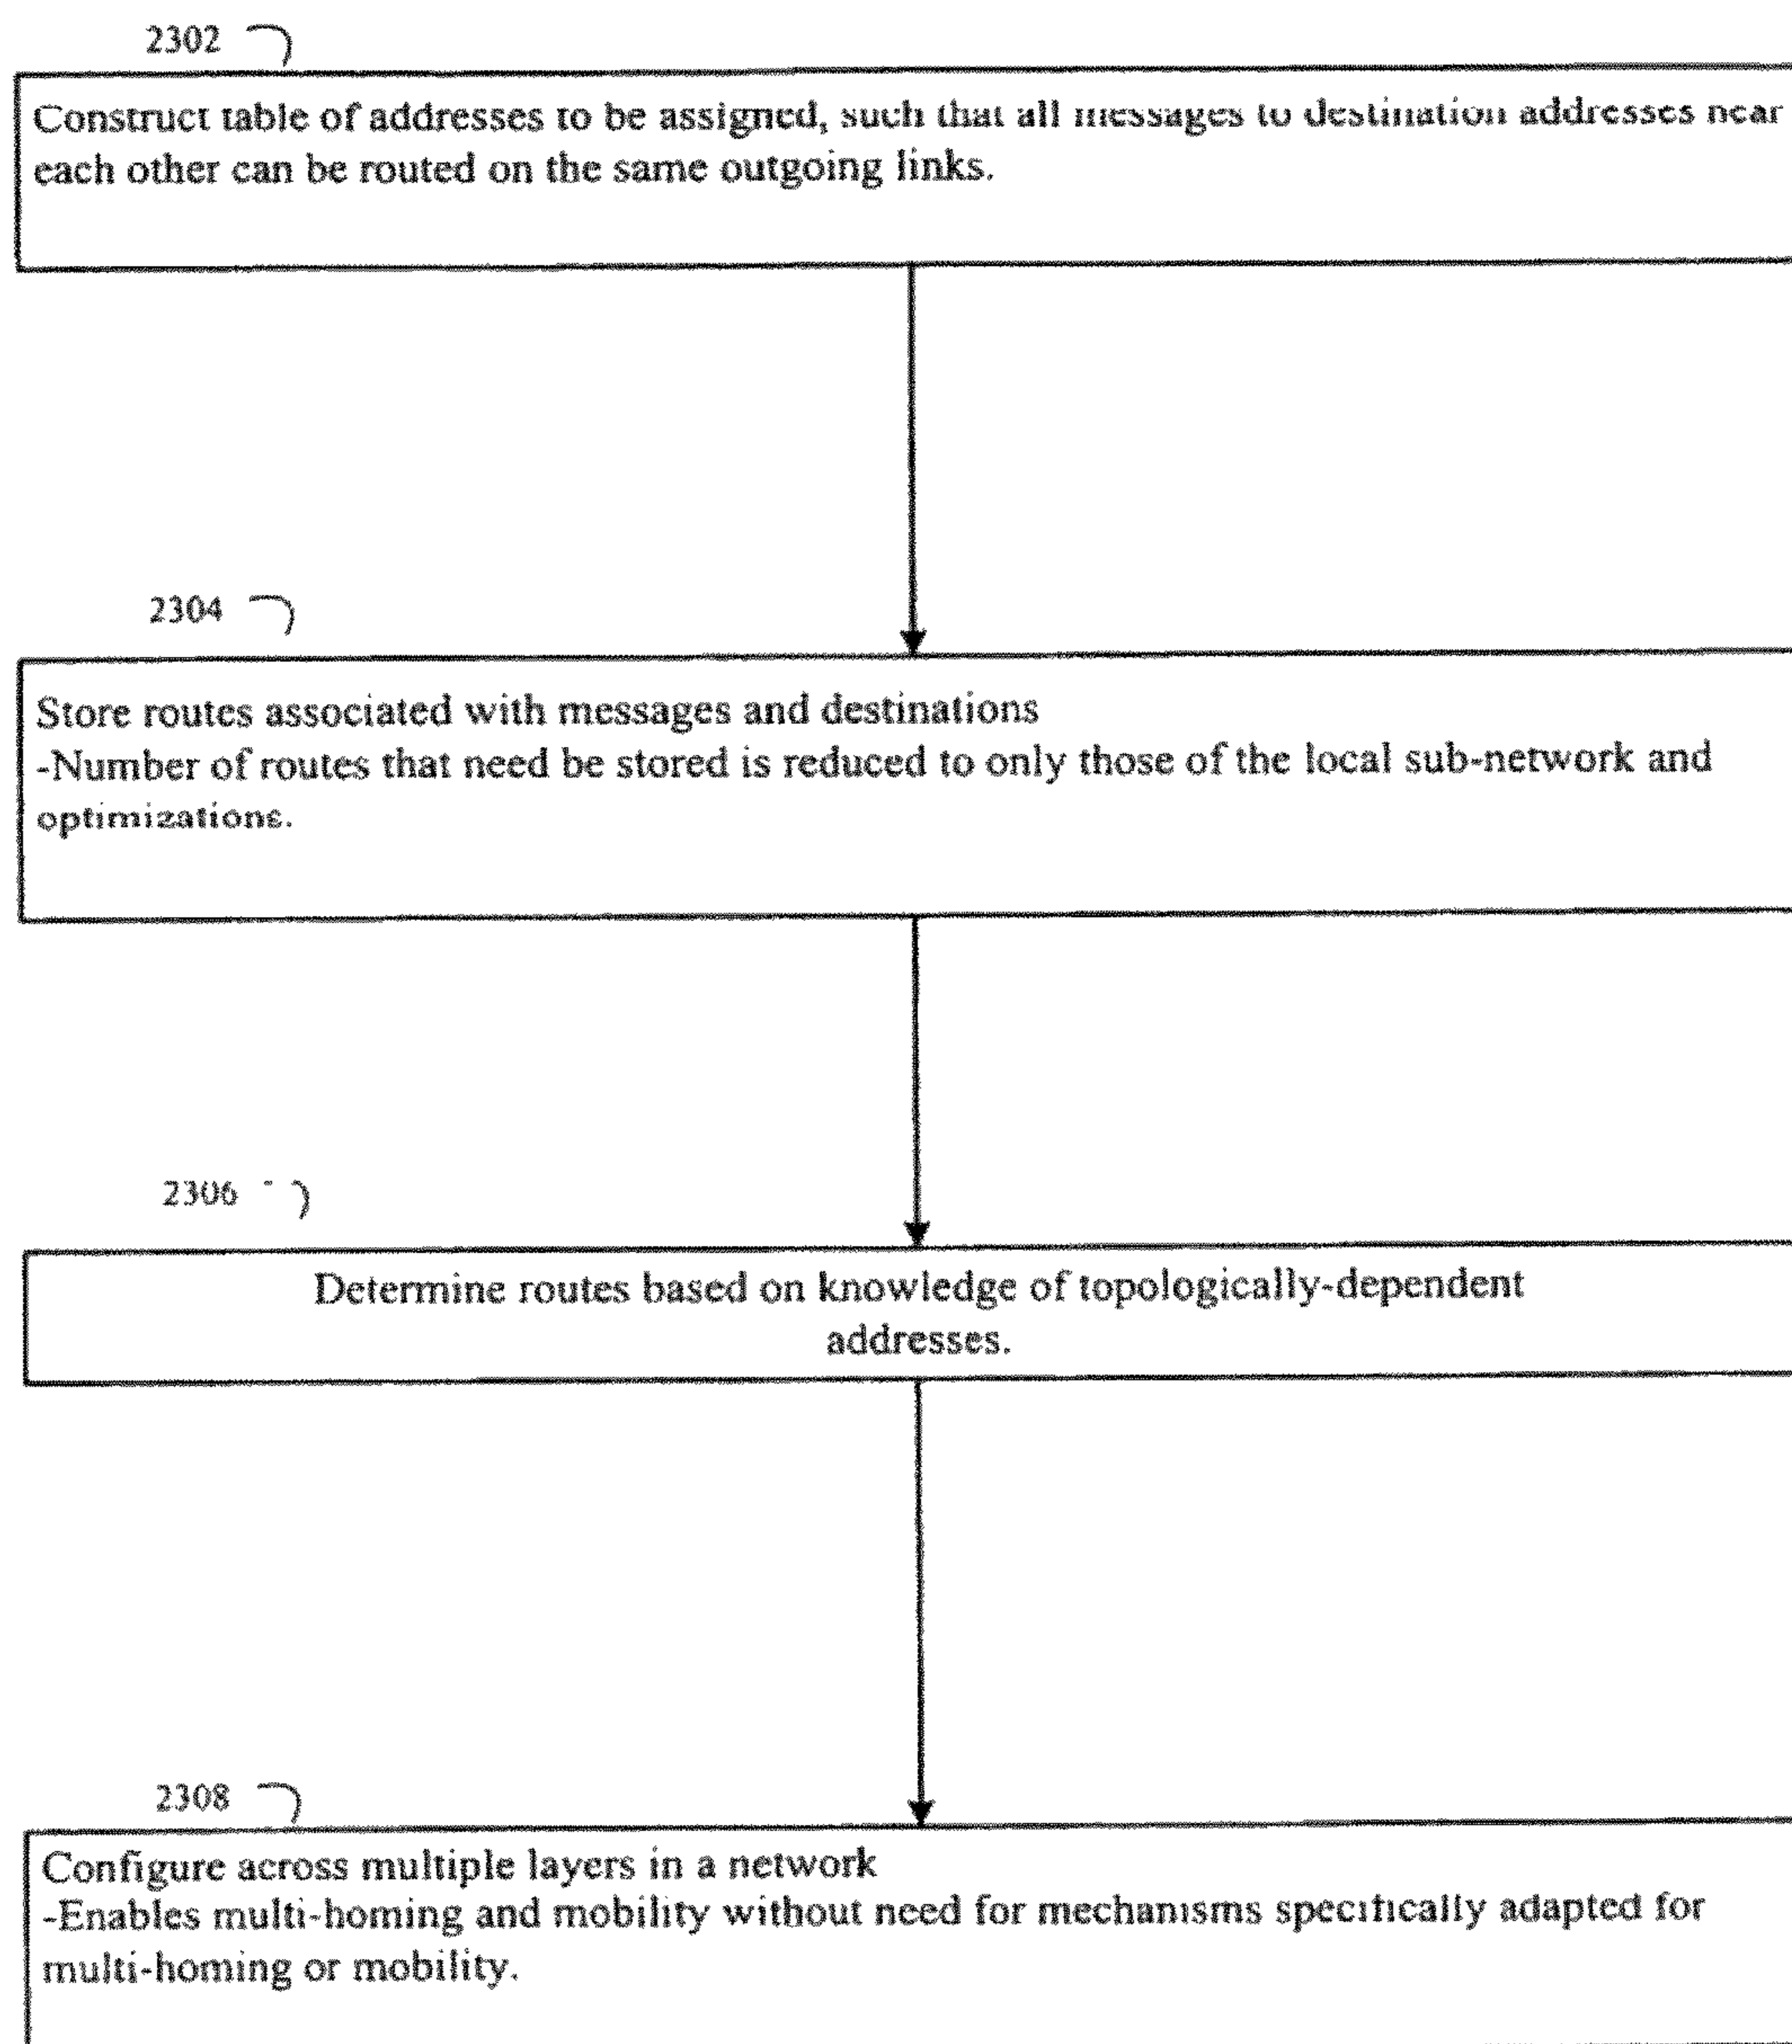 2302
Construct table of addresses to be assigned, such that all messages to destination addresses near
each other can be routed on the same outgoing links.
2304
Store routes associated with messages and destinations
-Number of routes that need be stored is reduced to only those of the local sub-network and
optimizations.
2306
Determine routes based on knowledge of topologically-dependent
addresses.
2308
Configure across multiple layers in a network
-Enables multi-homing and mobility without need for mechanisms specifically adapted for
multi-homing or mobility.